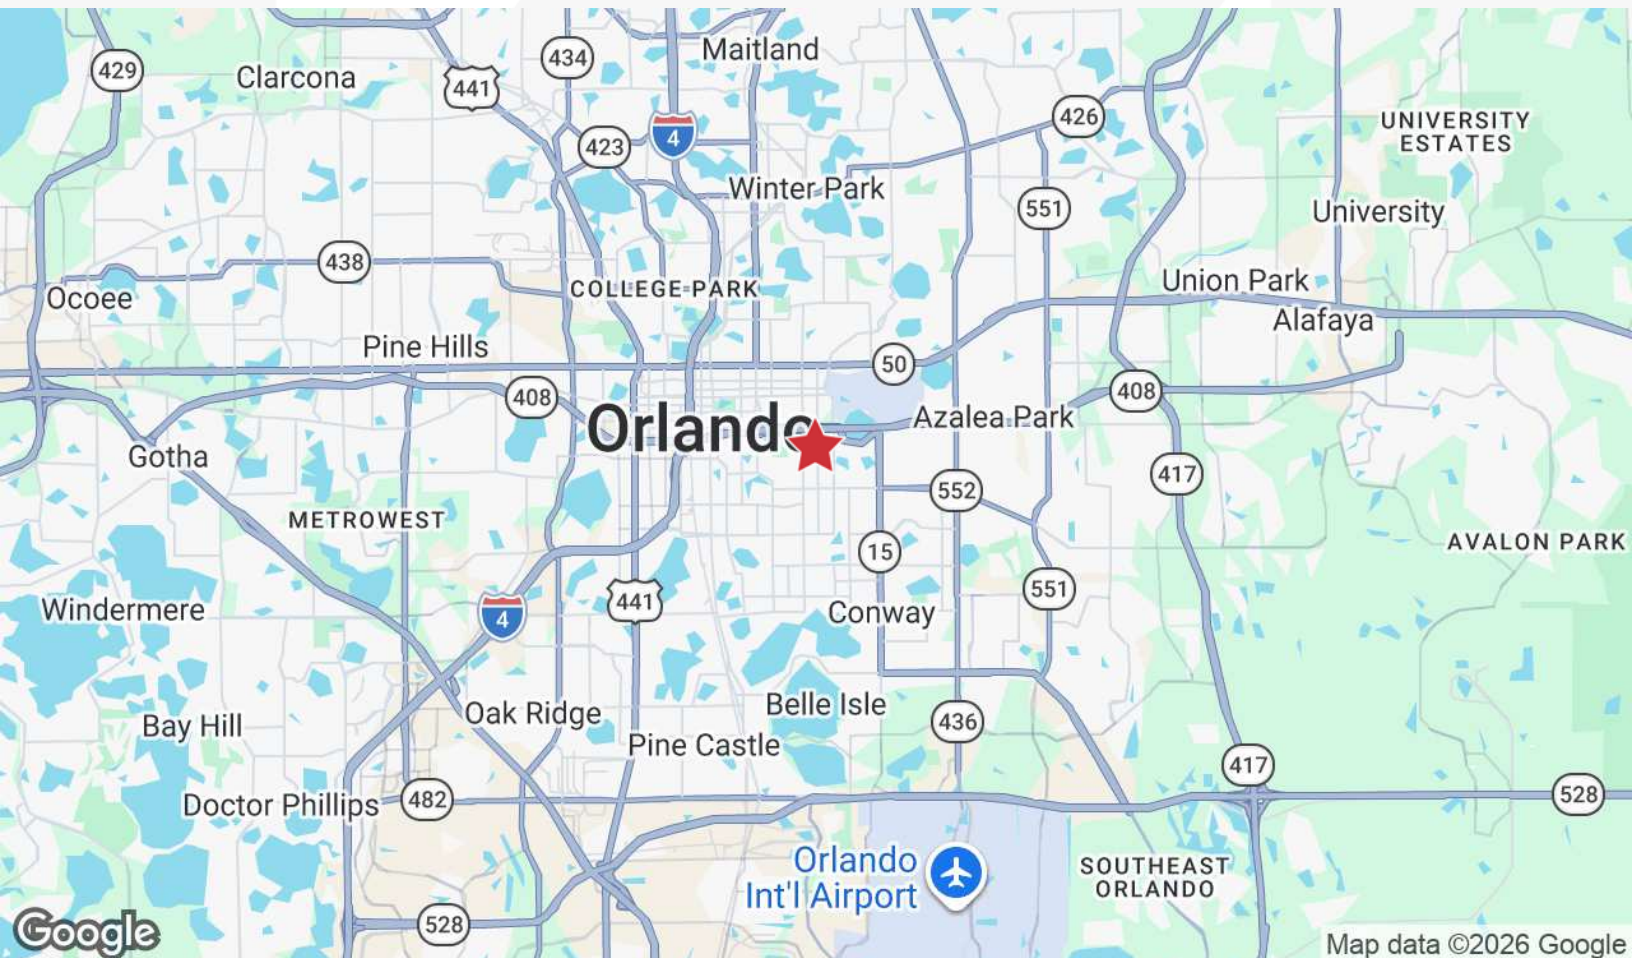 Maitland
434
429
Clarcona
441
426
UNIVERSITY
ESTATES
4
423
Winter Park
551
University
438
Union Park
COLLEGE PARK
Ocoee
Alafaya
Pine Hills
50
408
408
Orlando
Azalea Park
Gotha
417
552
METROWEST
AVALON PARK
15
551
441
Windermere
4
Conway
Belle Isle
Oak Ridge
436
Bay Hill
Pine Castle
417
528
482
Doctor Phillips
Orlando
Int'l Airport
SOUTHEAST
ORLANDO
528
Google
Map data ©2026 Google